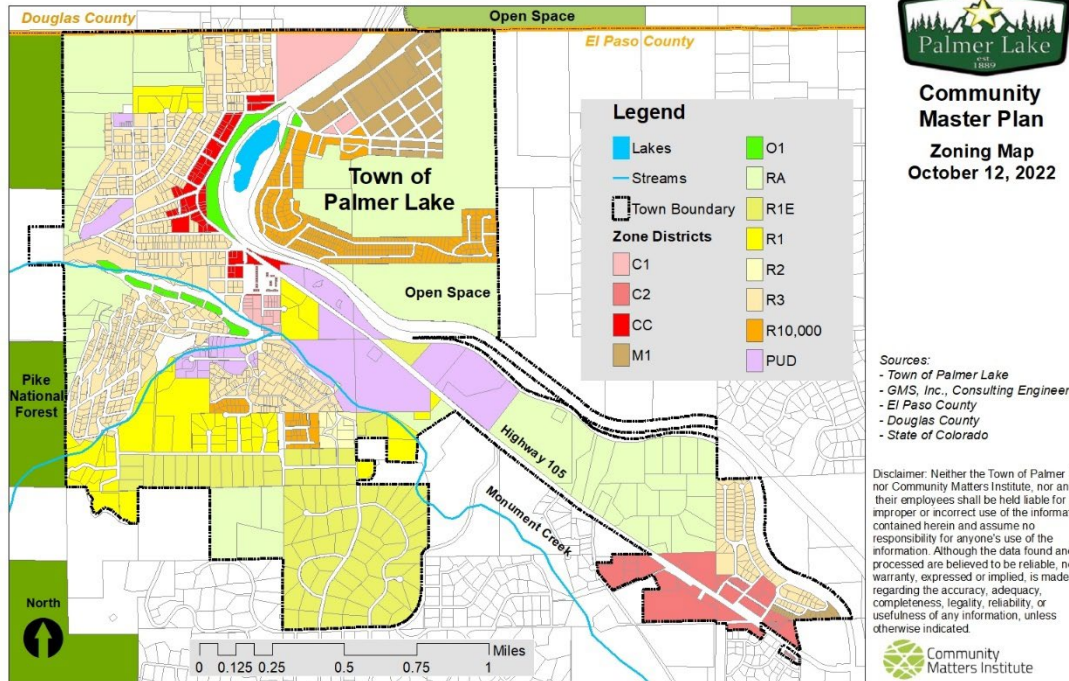 Douglas County
Open Space
El Paso County
Town of
Palmer Lake
Open Space
Pike
National
Forest
Highway 105
Monument Creek
North
0 0.125 0.25 0.5 0.75 1
Miles
Legend
Lakes
Streams
Town Boundary
Zone Districts
C1
C2
CC
M1
O1
RA
R1E
R1
R2
R3
R10,000
PUD
Palmer Lake
est
1889
Community
Master Plan
Zoning Map
October 12, 2022
Sources:
- Town of Palmer Lake
- GMS, Inc., Consulting Engineer
- El Paso County
- Douglas County
- State of Colorado
Disclaimer: Neither the Town of Palmer
nor Community Matters Institute, nor an
their employees shall be held liable for
improper or incorrect use of the informat
contained herein and assume no
responsibility for anyone's use of the
information. Although the data found an
processed are believed to be reliable, n
warranty, expressed or implied, is made
regarding the accuracy, adequacy,
completeness, legality, reliability, or
usefulness of any information, unless
otherwise indicated.
Community
Matters Institute